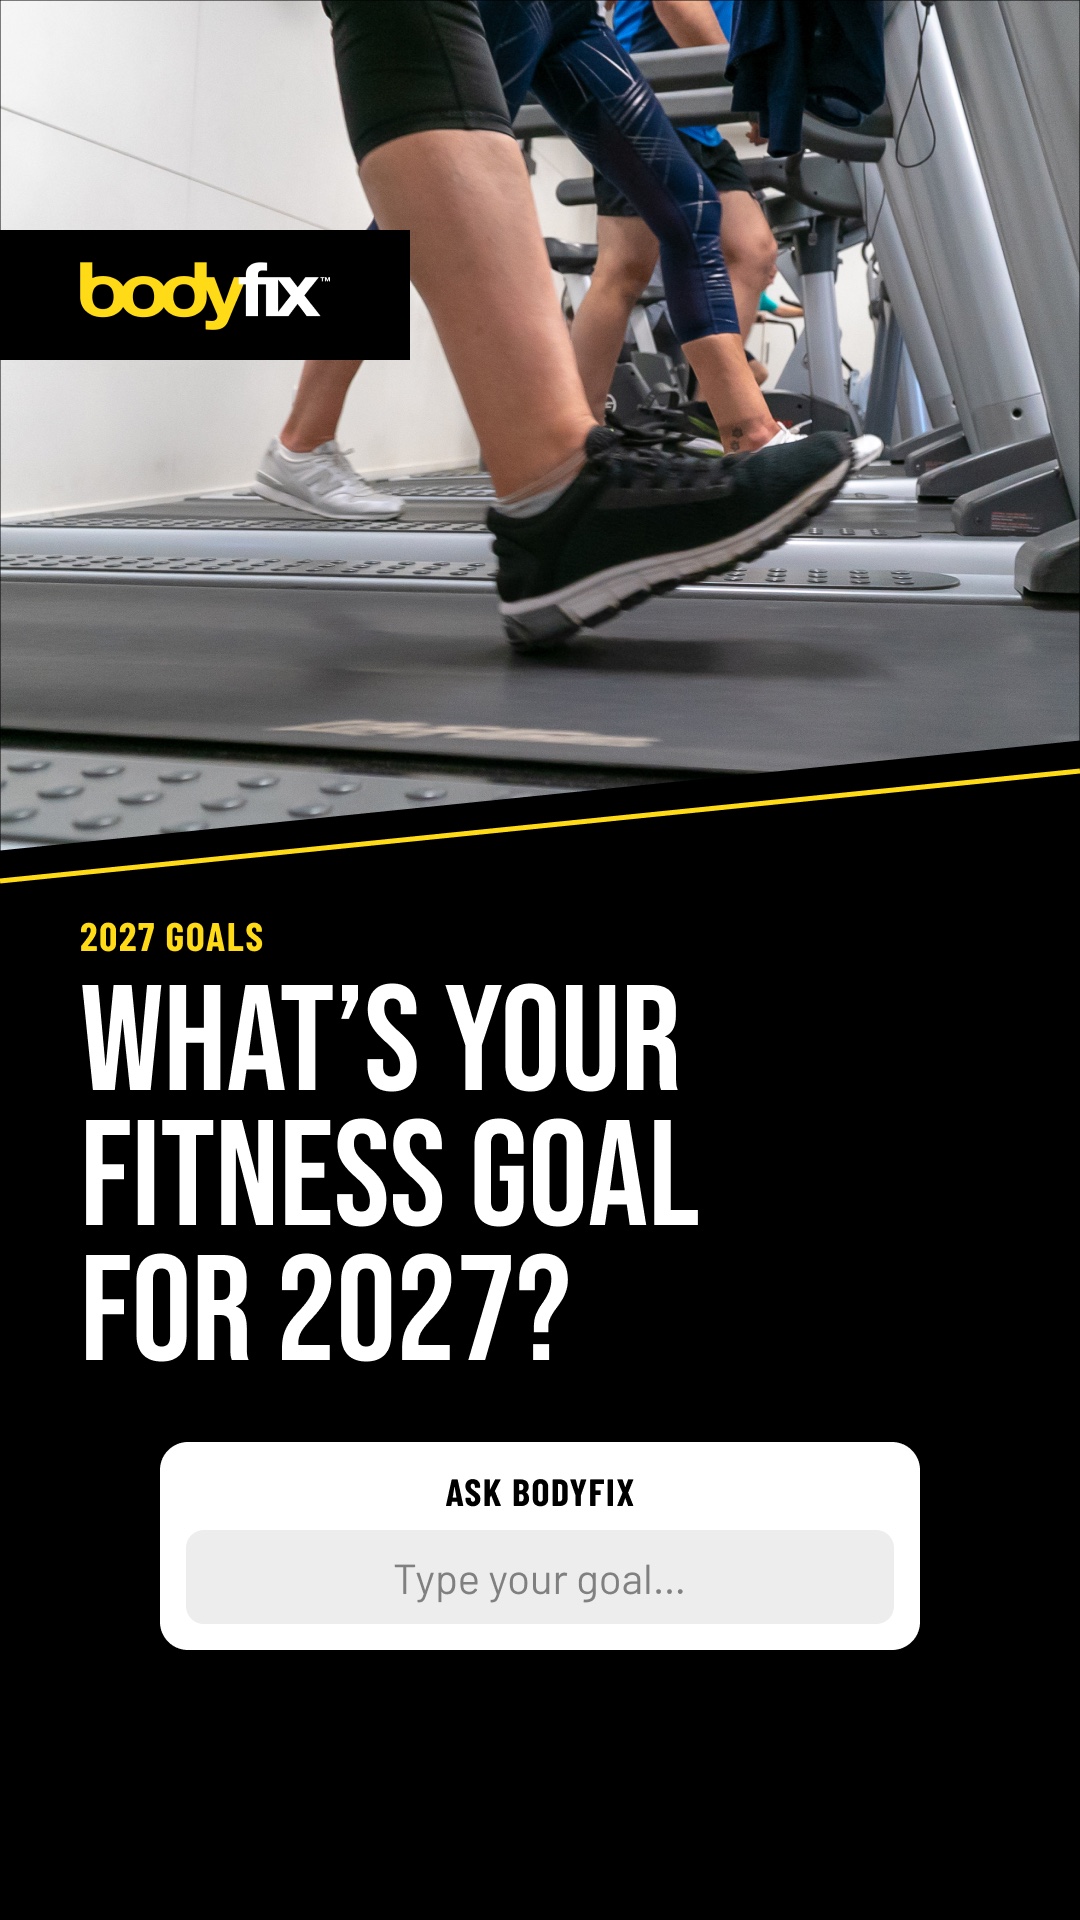 bodyfix™
2027 GOALS
WHAT’S YOUR
FITNESS GOAL
FOR 2027?
ASK BODYFIX
Type your goal...